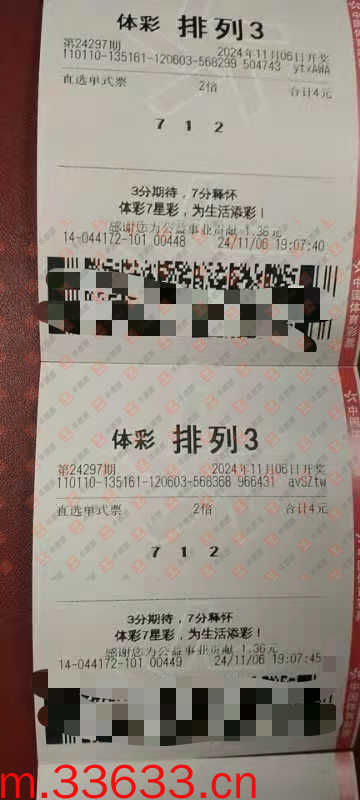 体彩 排列3
第24297期 2024年11月06日开奖
110110-135161-120603-568299 504743 ytxAWA
直选单式票 2倍 合计4元
7 1 2
3分期待，7分释怀
体彩7星彩，为生活添彩！
感谢您为公益事业贡献 1.36元
14-044172-101 00448 24/11/06 19:07:40
体彩 排列3
第24297期 2024年11月06日开奖
110110-135161-120603-568368 966431 avSZtw
直选单式票 2倍 合计4元
7 1 2
3分期待，7分释怀
体彩7星彩，为生活添彩！
感谢您为公益事业贡献 1.36元
14-044172-101 00449 24/11/06 19:07:45
中国体育彩票
m.33633.cn